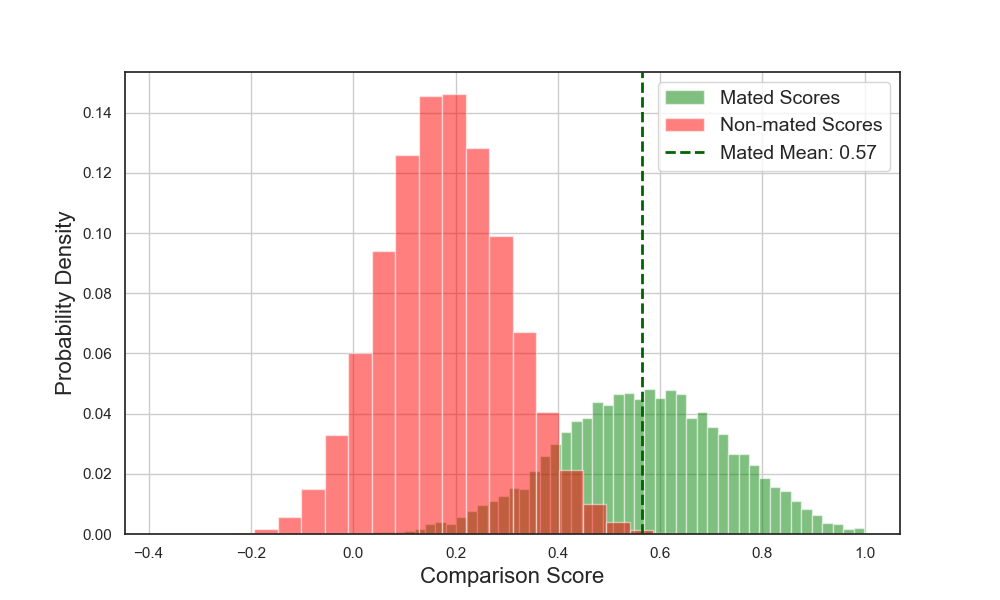 Mated Scores
Non-mated Scores
Mated Mean: 0.57
Probability Density
0.14
0.12
0.10
0.08
0.06
0.04
0.02
0.00
−0.4 −0.2 0.0 0.2 0.4 0.6 0.8 1.0
Comparison Score